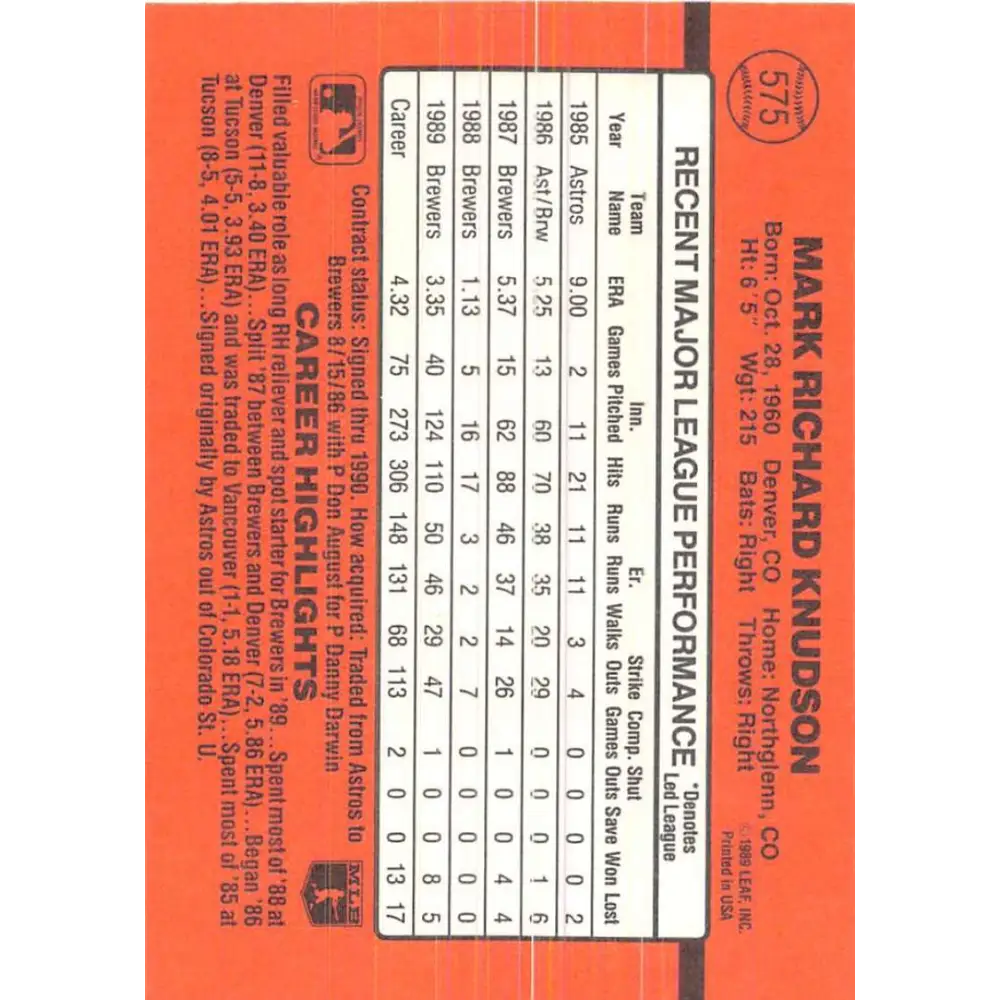 575
MARK RICHARD KNUDSON
Born: Oct. 28, 1960 Denver, CO Home: Northglenn, CO
Ht: 6'5" Wgt: 215 Bats: Right Throws: Right
© 1989 LEAF, INC.
Printed in USA
RECENT MAJOR LEAGUE PERFORMANCE
*Denotes
Led League
Team Inn. Er. Strike Comp. Shut
Year Name ERA Games Pitched Hits Runs Runs Walks Outs Games Outs Save Won Lost
1985 Astros 9.00 2 11 21 11 11 3 4 0 0 0 0 2
1986 Ast/Brw 5.25 13 60 70 38 35 20 29 0 0 0 1 6
1987 Brewers 5.37 15 62 88 46 37 14 26 1 0 0 4 4
1988 Brewers 1.13 5 16 17 3 2 2 7 0 0 0 0 0
1989 Brewers 3.35 40 124 110 50 46 29 47 1 0 0 8 5
Career 4.32 75 273 306 148 131 68 113 2 0 0 13 17
Contract status: Signed thru 1990. How acquired: Traded from Astros to
Brewers 8/15/86 with P Don August for P Danny Darwin
MLB
CAREER HIGHLIGHTS
Filled valuable role as long RH reliever and spot starter for Brewers in '89...Spent most of '88 at
Denver (11-8, 3.40 ERA)...Split '87 between Brewers and Denver (7-2, 5.86 ERA)...Began '86
at Tucson (5-5, 3.93 ERA) and was traded to Vancouver (1-1, 5.18 ERA)...Spent most of '85 at
Tucson (8-5, 4.01 ERA)...Signed originally by Astros out of Colorado St. U.